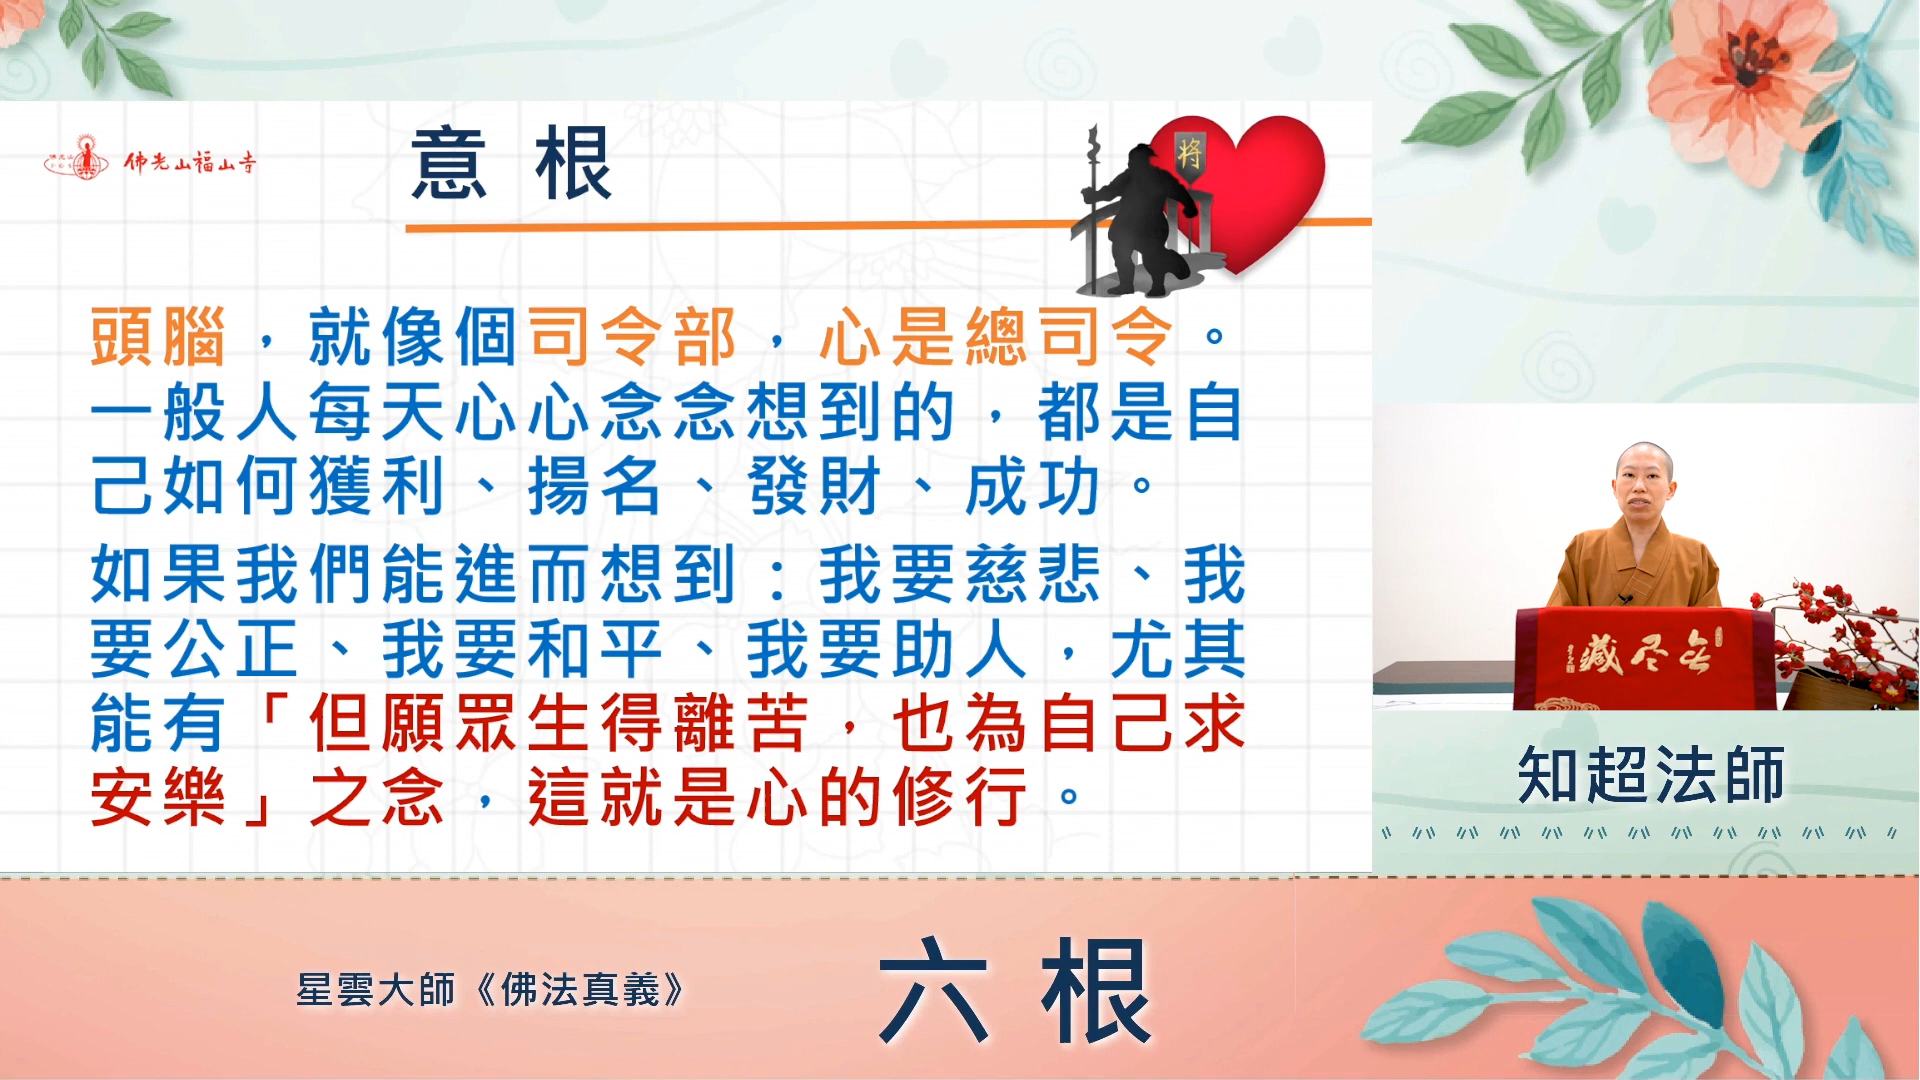 佛光山福山寺
意根
將
頭腦，就像個司令部，心是總司令。
一般人每天心心念念想到的，都是自
己如何獲利、揚名、發財、成功。
如果我們能進而想到：我要慈悲、我
要公正、我要和平、我要助人，尤其
能有「但願眾生得離苦，也為自己求
安樂」之念，這就是心的修行。
藏尽無
知超法師
星雲大師《佛法真義》
六根